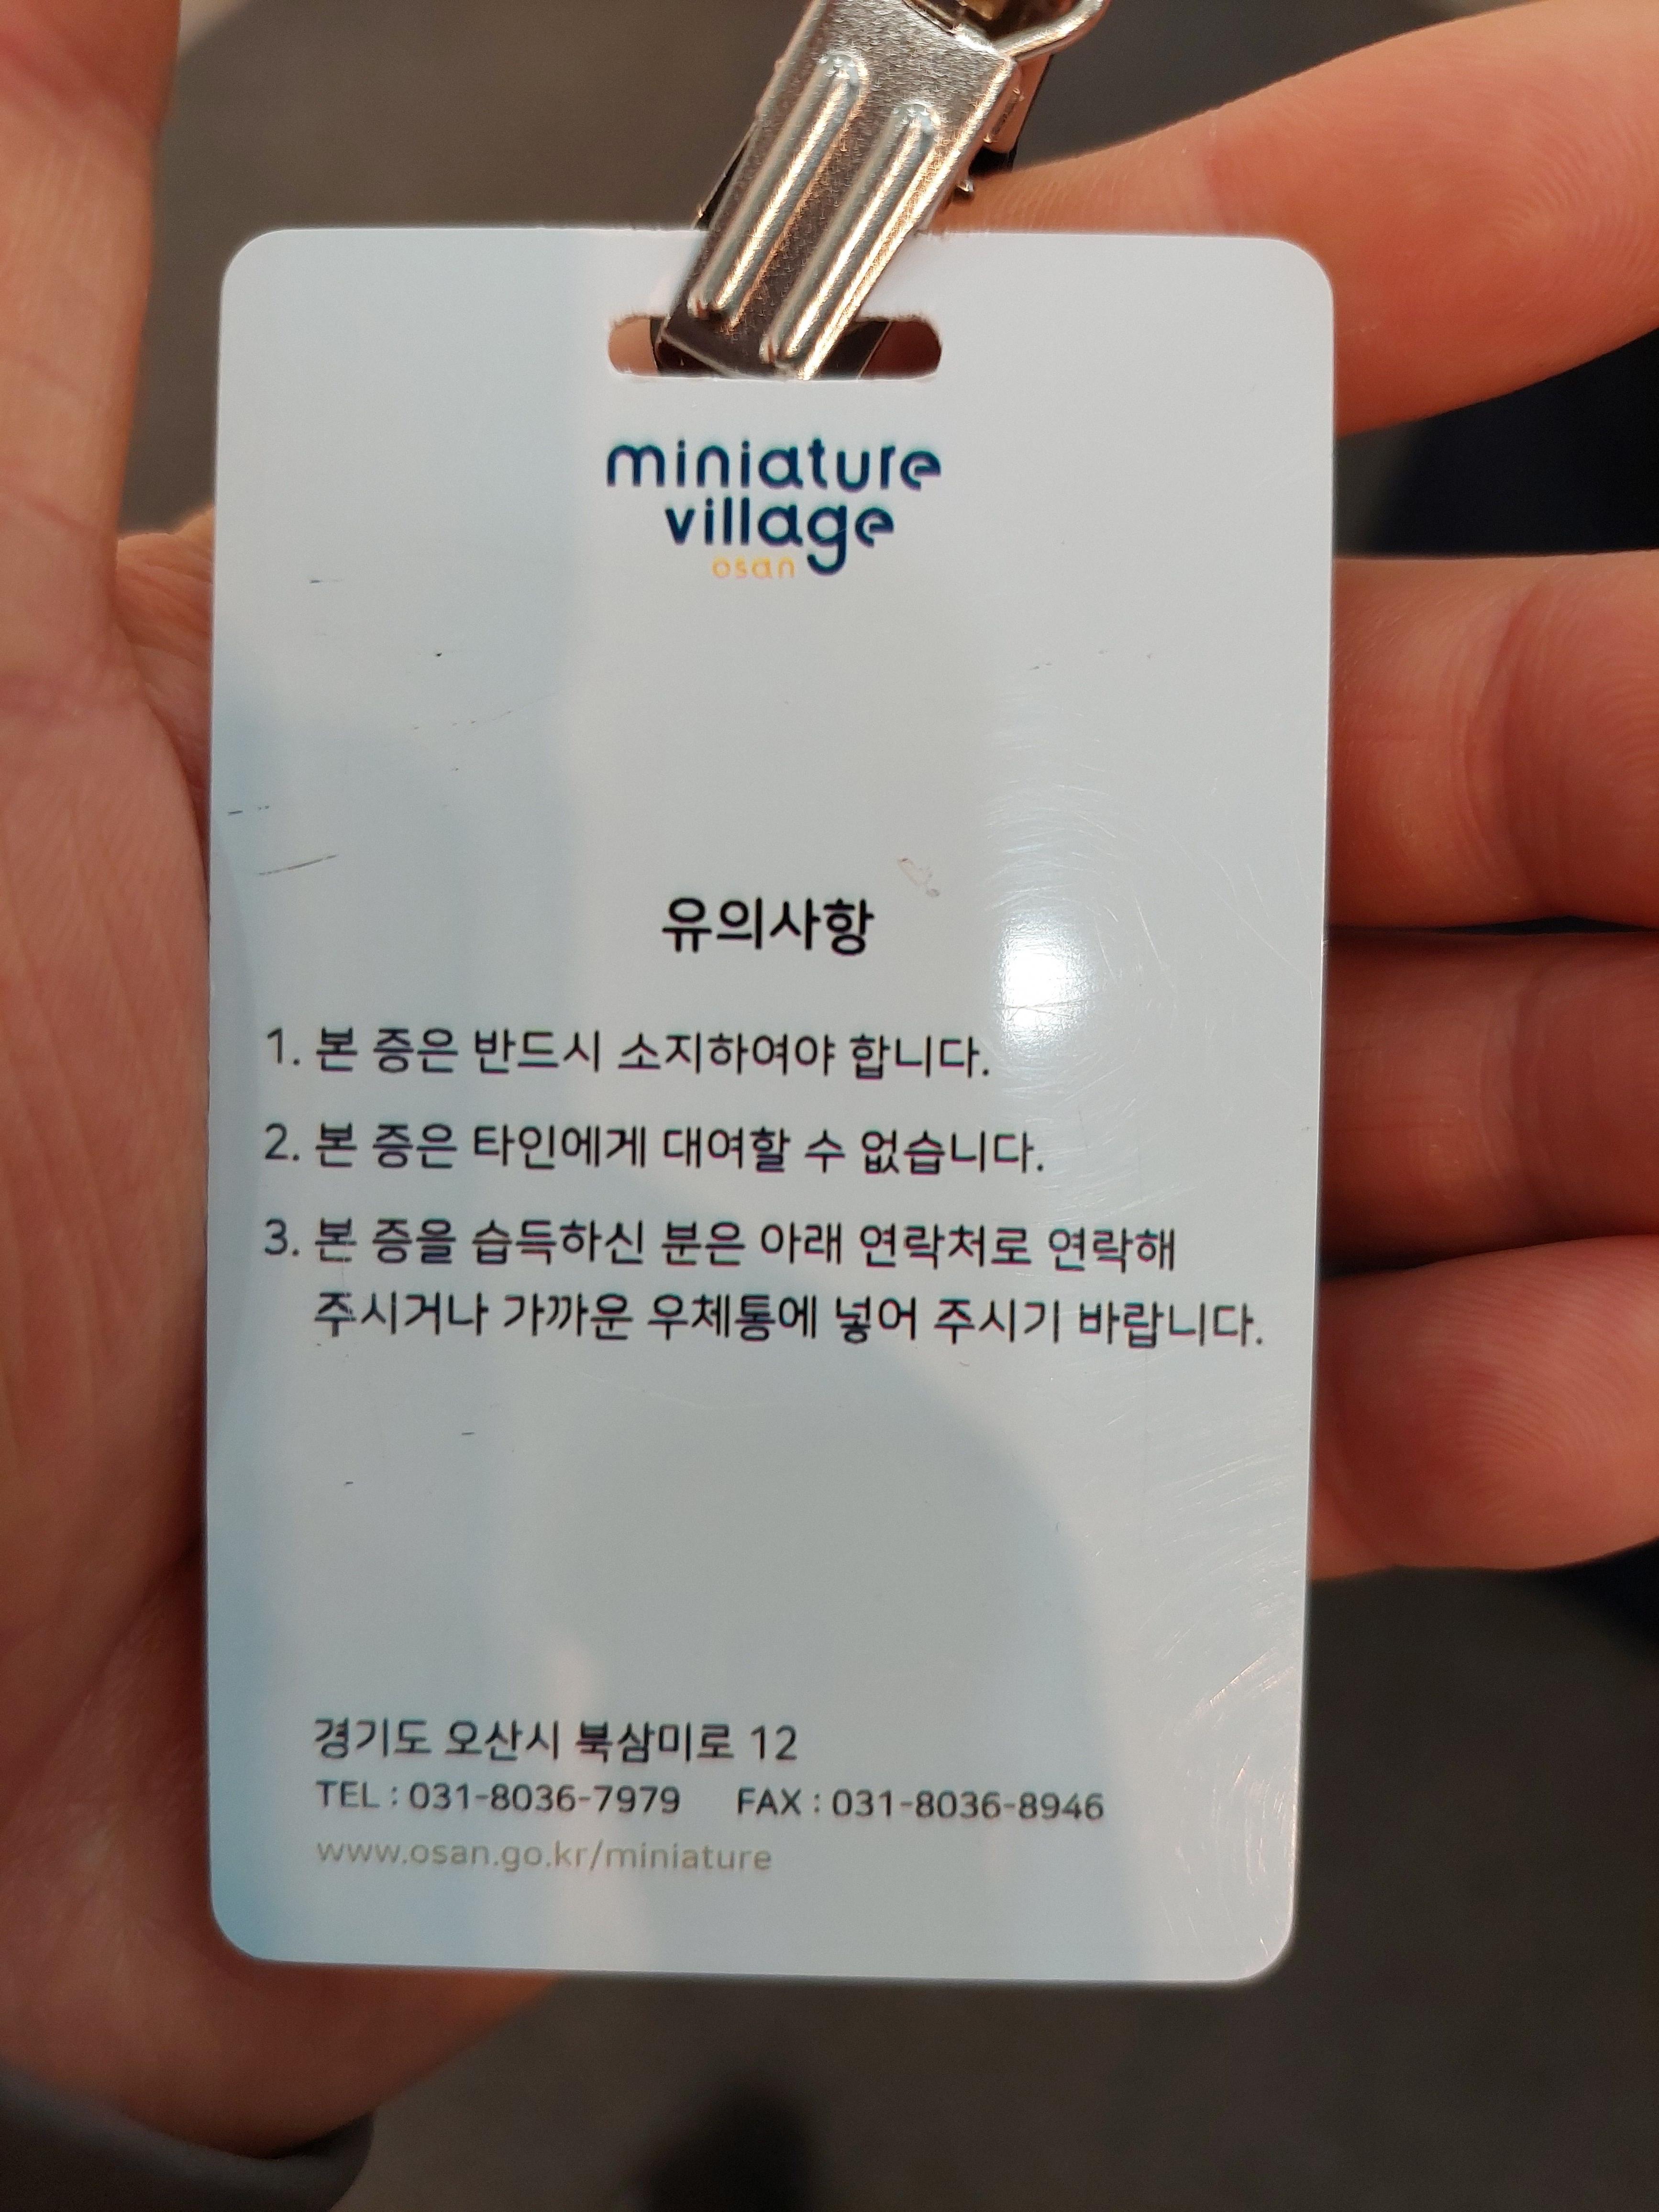 miniature
village
osan
유의사항
1. 본 증은 반드시 소지하여야 합니다.
2. 본 증은 타인에게 대여할 수 없습니다.
3. 본 증을 습득하신 분은 아래 연락처로 연락해
주시거나 가까운 우체통에 넣어 주시기 바랍니다.
경기도 오산시 북삼미로 12
TEL : 031-8036-7979 FAX : 031-8036-8946
www.osan.go.kr/miniature